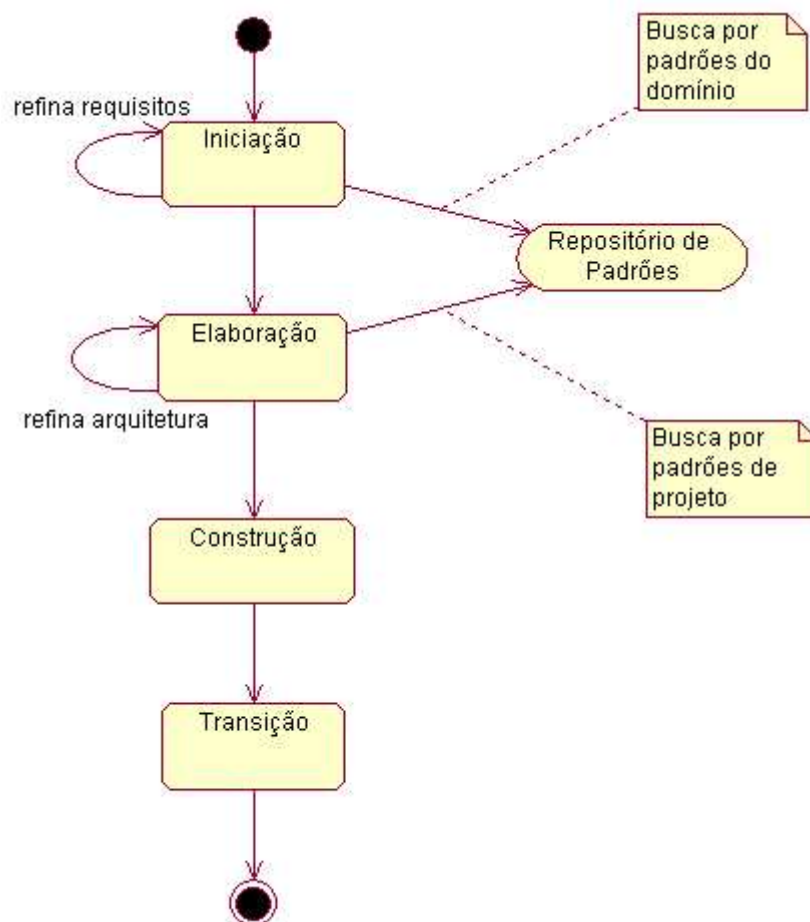 Busca por
padrões do
domínio
refina requisitos
Iniciação
Repositório de
Padrões
Elaboração
refina arquitetura
Busca por
padrões de
projeto
Construção
Transição